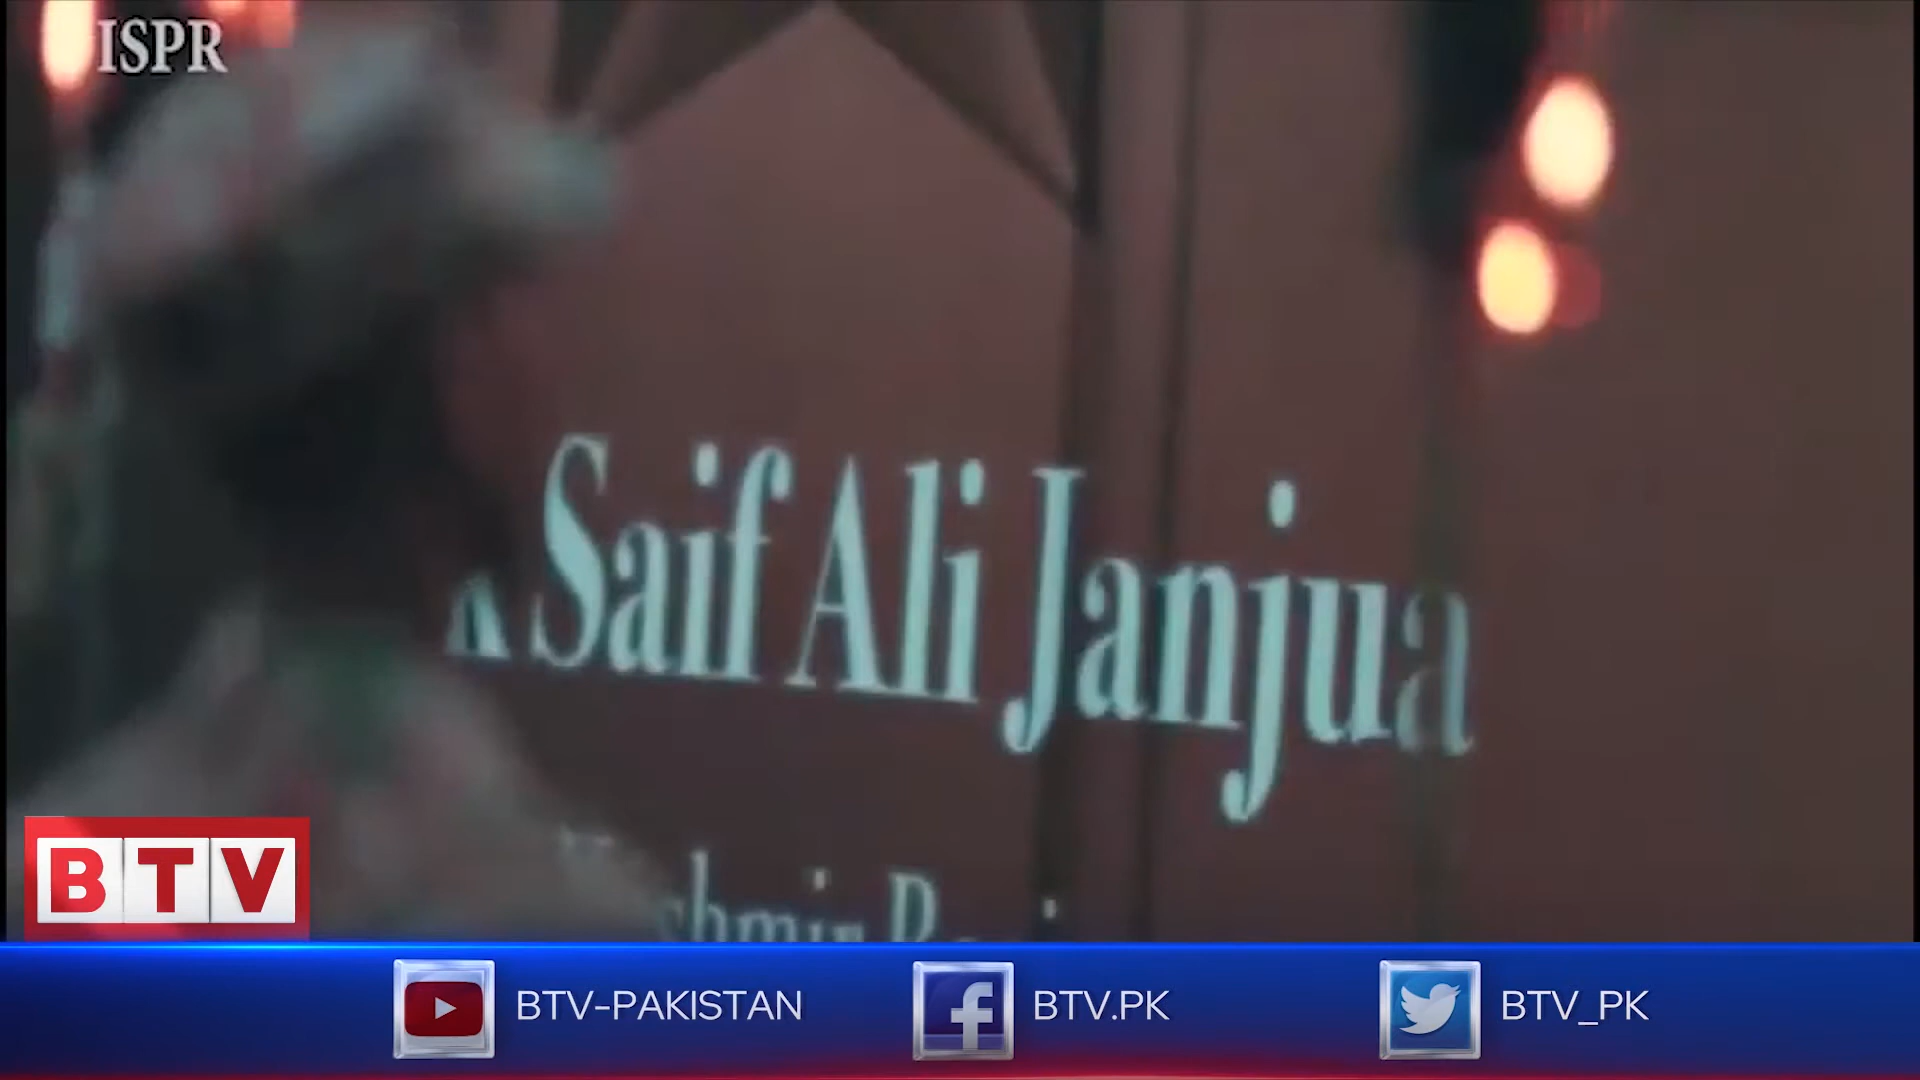 ISPR
Saif Ali Janjua
BTV
BTV-PAKISTAN
BTV.PK
BTV_PK